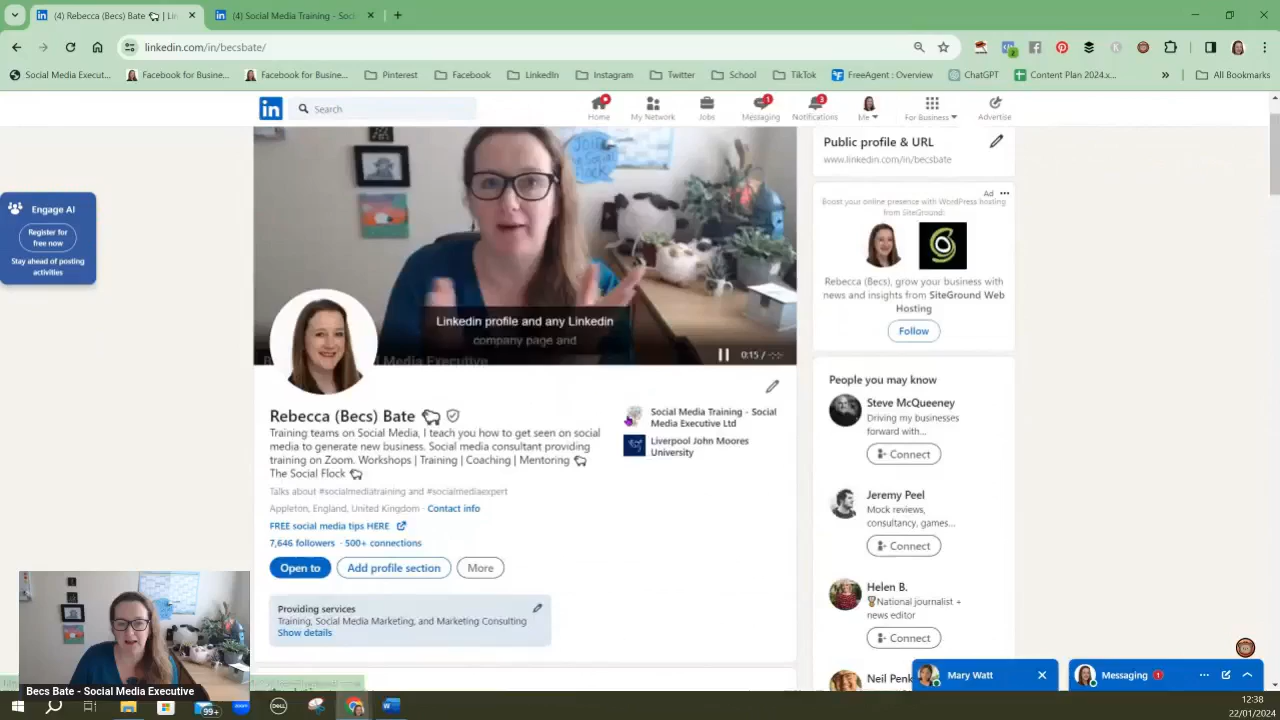 (4) Rebecca (Becs) Bate | Lin
(4) Social Media Training - Soci
linkedin.com/in/becsbate/
Social Media Execut...
Facebook for Busine...
Facebook for Busine...
Pinterest
Facebook
LinkedIn
Instagram
Twitter
School
TikTok
FreeAgent : Overview
ChatGPT
Content Plan 2024.x...
All Bookmarks
Search
Home
My Network
Jobs
Messaging
Notifications
Me
For Business
Advertise
Engage AI
Register for
free now
Stay ahead of posting
activities
Linkedin profile and any Linkedin
company page and
Media Executive
0:15 / -:-
Rebecca (Becs) Bate
Training teams on Social Media, I teach you how to get seen on social
media to generate new business. Social media consultant providing
training on Zoom. Workshops | Training | Coaching | Mentoring
The Social Flock
Talks about #socialmediatraining and #socialmediaexpert
Appleton, England, United Kingdom · Contact info
FREE social media tips HERE
7,646 followers · 500+ connections
Open to
Add profile section
More
Providing services
Training, Social Media Marketing, and Marketing Consulting
Show details
Social Media Training - Social
Media Executive Ltd
Liverpool John Moores
University
Public profile & URL
www.linkedin.com/in/becsbate
Ad ...
Boost your online presence with WordPress hosting
from SiteGround:
Rebecca (Becs), grow your business with
news and insights from SiteGround Web
Hosting
Follow
People you may know
Steve McQueeney
Driving my businesses
forward with...
Connect
Jeremy Peel
Mock reviews,
consultancy, games...
Connect
Helen B.
National journalist +
news editor
Connect
Neil Penk
Mary Watt
Messaging 1
Becs Bate - Social Media Executive
99+
zoom
DELL
12:38
22/01/2024